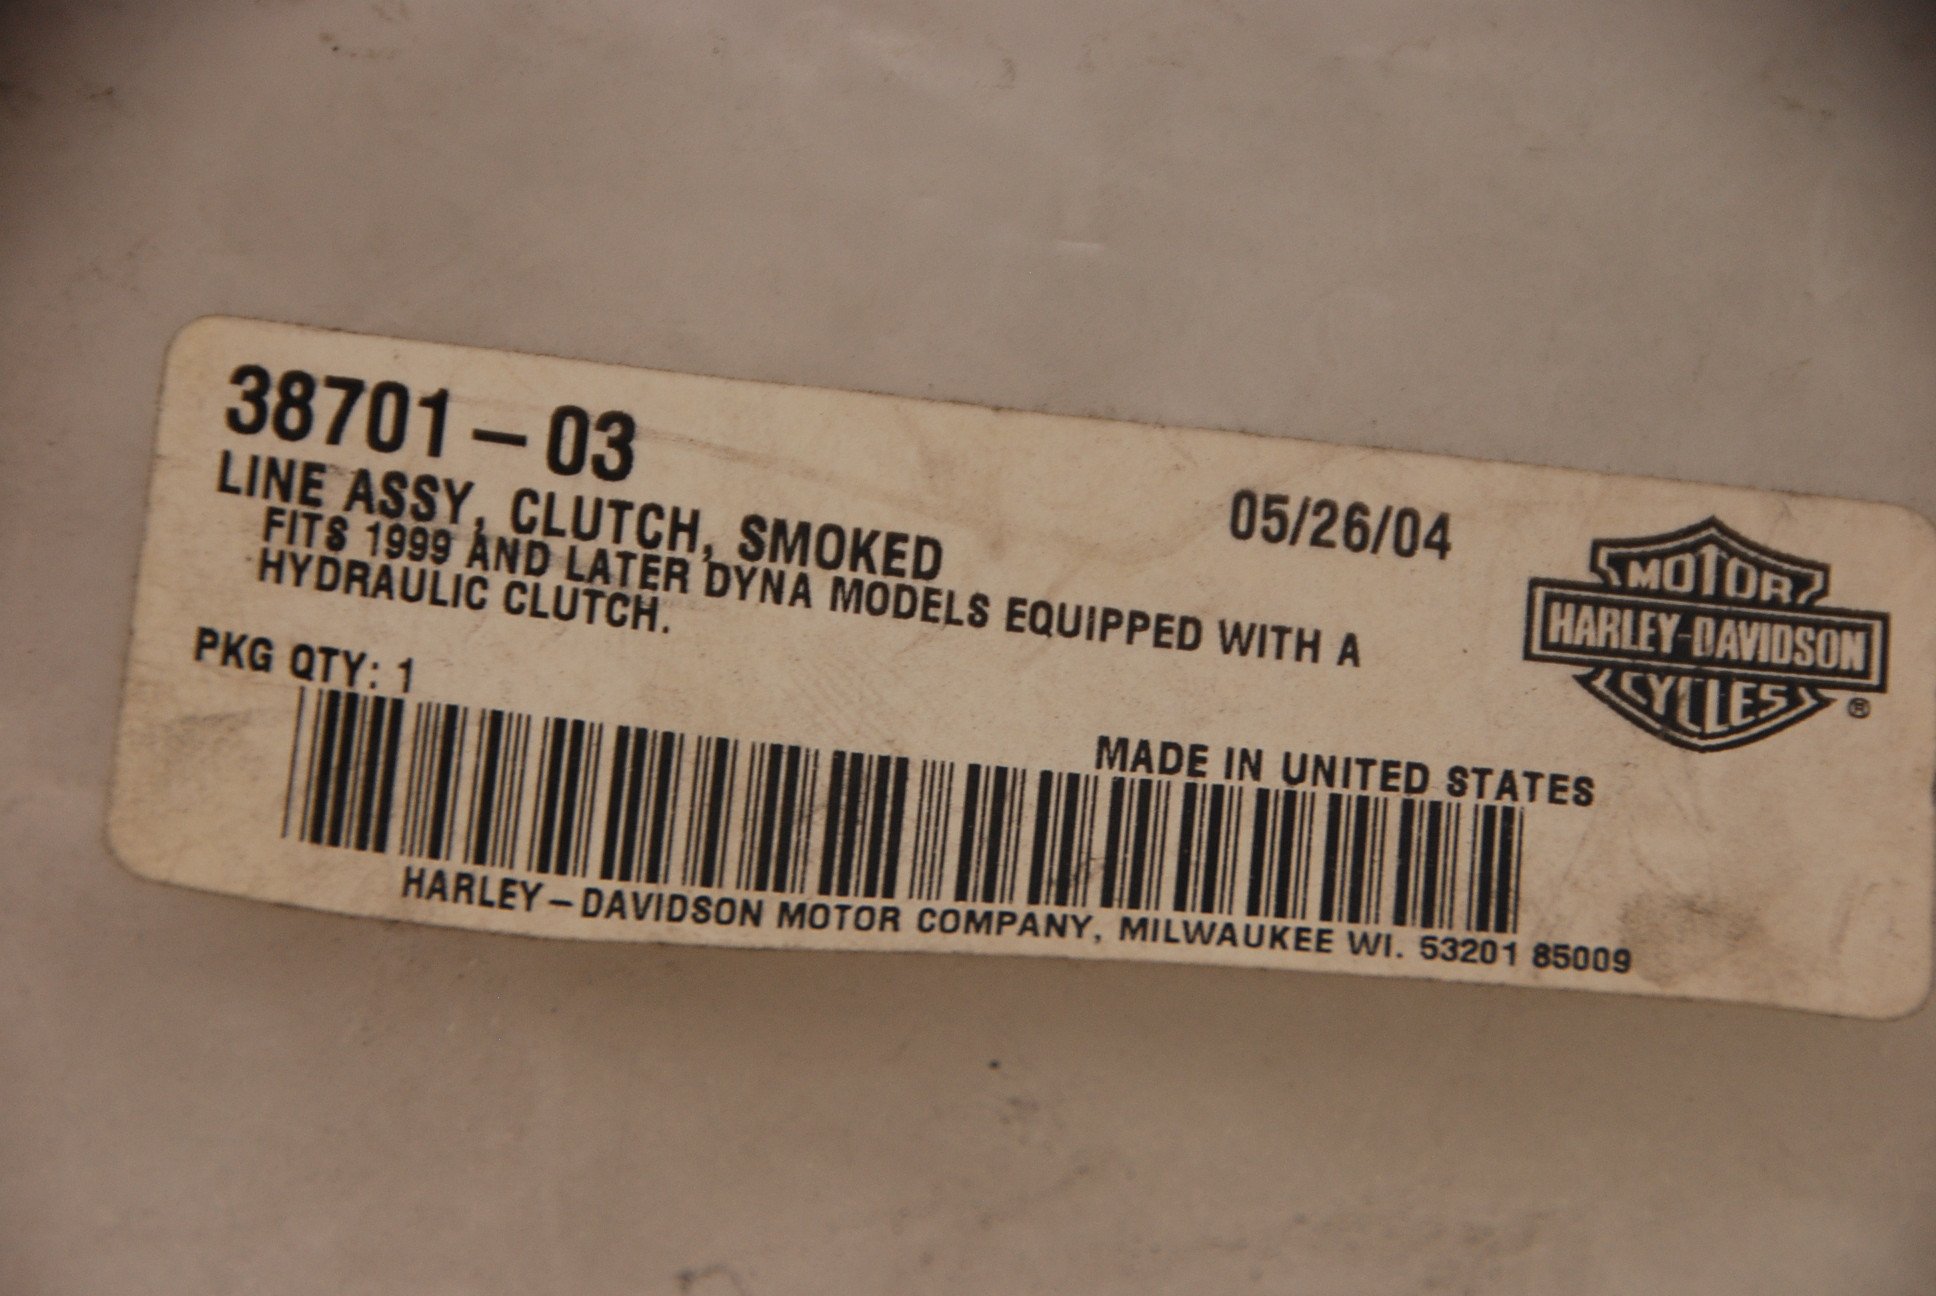 38701-03
LINE ASSY, CLUTCH, SMOKED
05/26/04
FITS 1999 AND LATER DYNA MODELS EQUIPPED WITH A
HYDRAULIC CLUTCH.
PKG QTY: 1
MOTOR
HARLEY-DAVIDSON
CYCLES
®
MADE IN UNITED STATES
HARLEY-DAVIDSON MOTOR COMPANY, MILWAUKEE WI. 53201 85009